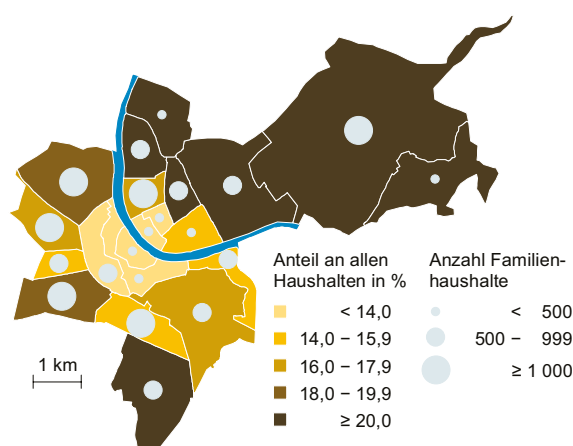 Anteil an allen
Haushalten in %
< 14,0
14,0 – 15,9
16,0 – 17,9
18,0 – 19,9
≥ 20,0
Anzahl Familien-
haushalte
< 500
500 – 999
≥ 1 000
1 km